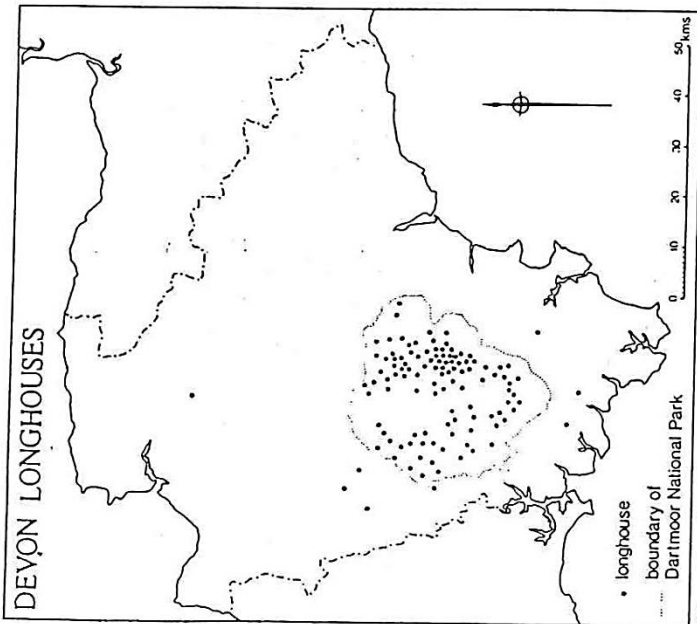 DEVON LONGHOUSES
longhouse
boundary of
Dartmoor National Park
0 10 20 30 40 50 kms